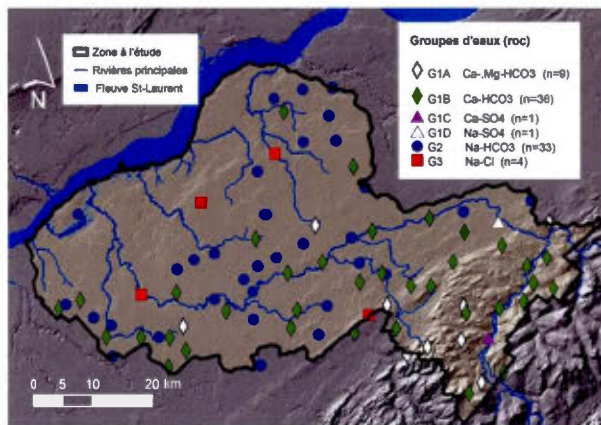 Zone à l'étude
Rivières principales
Fleuve St-Laurent
N
Groupes d'eaux (roc)
G1A Ca-.Mg-HCO3 (n=9)
G1B Ca-HCO3 (n=36)
G1C Ca-SO4 (n=1)
G1D Na-SO4 (n=1)
G2 Na-HCO3 (n=33)
G3 Na-Cl (n=4)
0 5 10 20 km